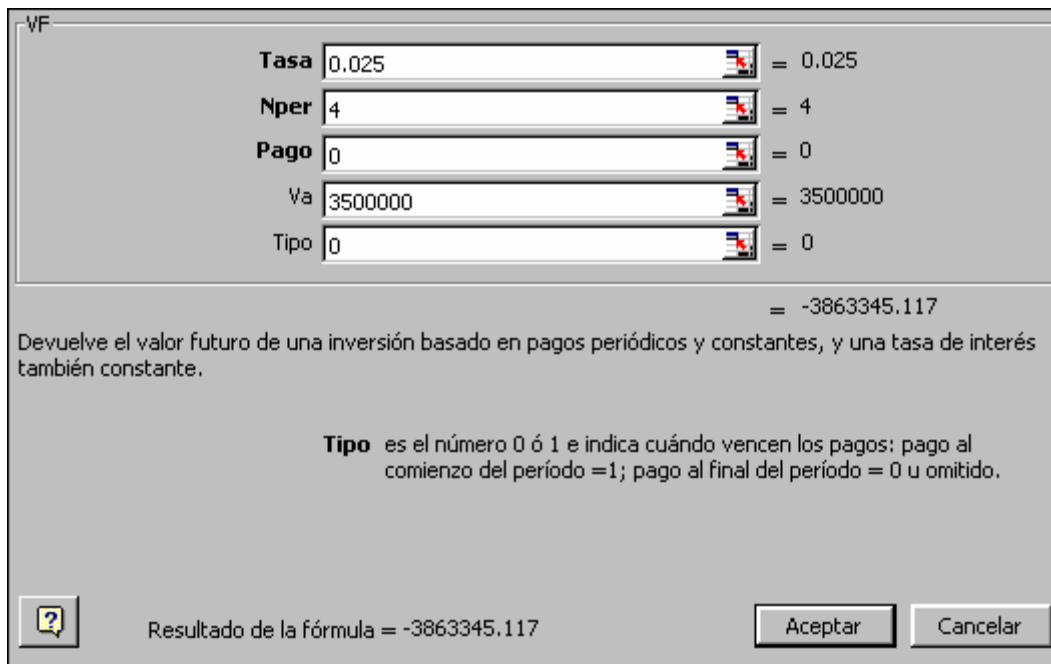 VF
Tasa 0.025 = 0.025
Nper 4 = 4
Pago 0 = 0
Va 3500000 = 3500000
Tipo 0 = 0
= -3863345.117
Devuelve el valor futuro de una inversión basado en pagos periódicos y constantes, y una tasa de interés
también constante.
Tipo es el número 0 ó 1 e indica cuándo vencen los pagos: pago al
comienzo del período =1; pago al final del período = 0 u omitido.
? Resultado de la fórmula = -3863345.117 Aceptar Cancelar